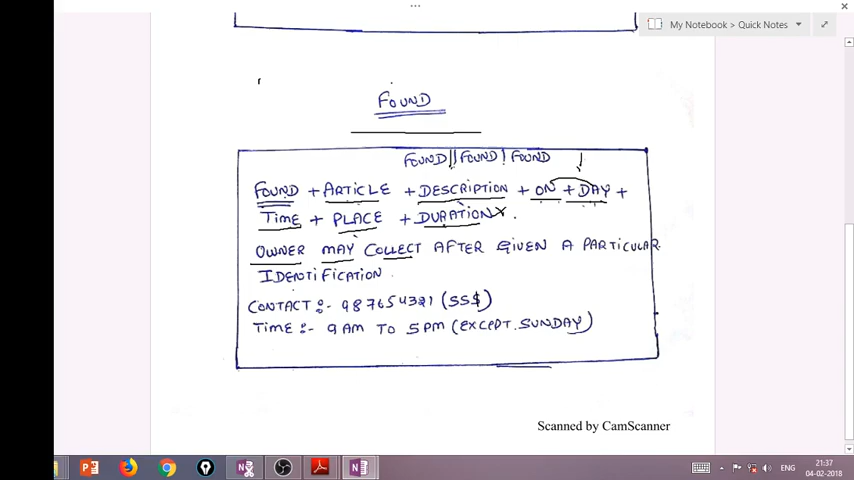 My Notebook > Quick Notes
FOUND
FOUND || FOUND ! FOUND
FOUND + ARTICLE + DESCRIPTION + ON + DAY +
TIME + PLACE + DURATION X .
OWNER MAY COLLECT AFTER GIVEN A PARTICULAR
IDENTIFICATION .
CONTACT :- 987654321 (SS$)
TIME :- 9 AM TO 5 PM (EXCEPT. SUNDAY)
Scanned by CamScanner
ENG
21:37
04-02-2018